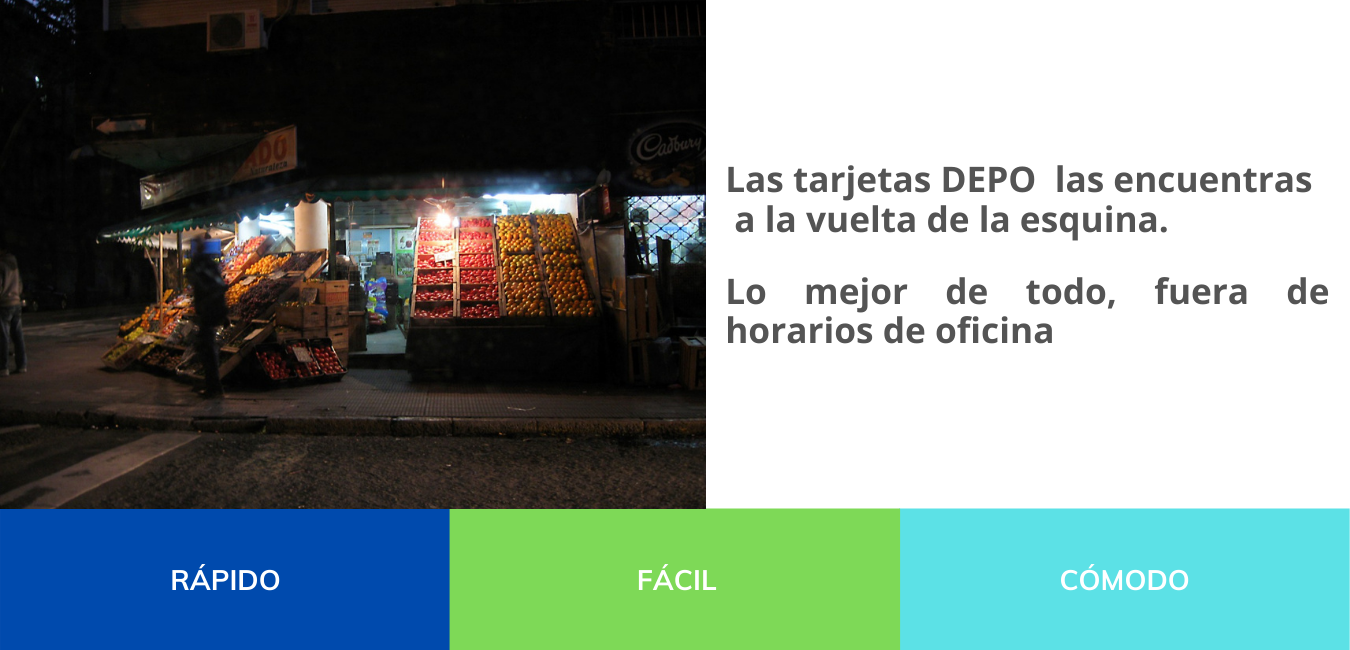 Cadbury
Las tarjetas DEPO las encuentras
a la vuelta de la esquina.
Lo mejor de todo, fuera de
horarios de oficina
RÁPIDO
FÁCIL
CÓMODO